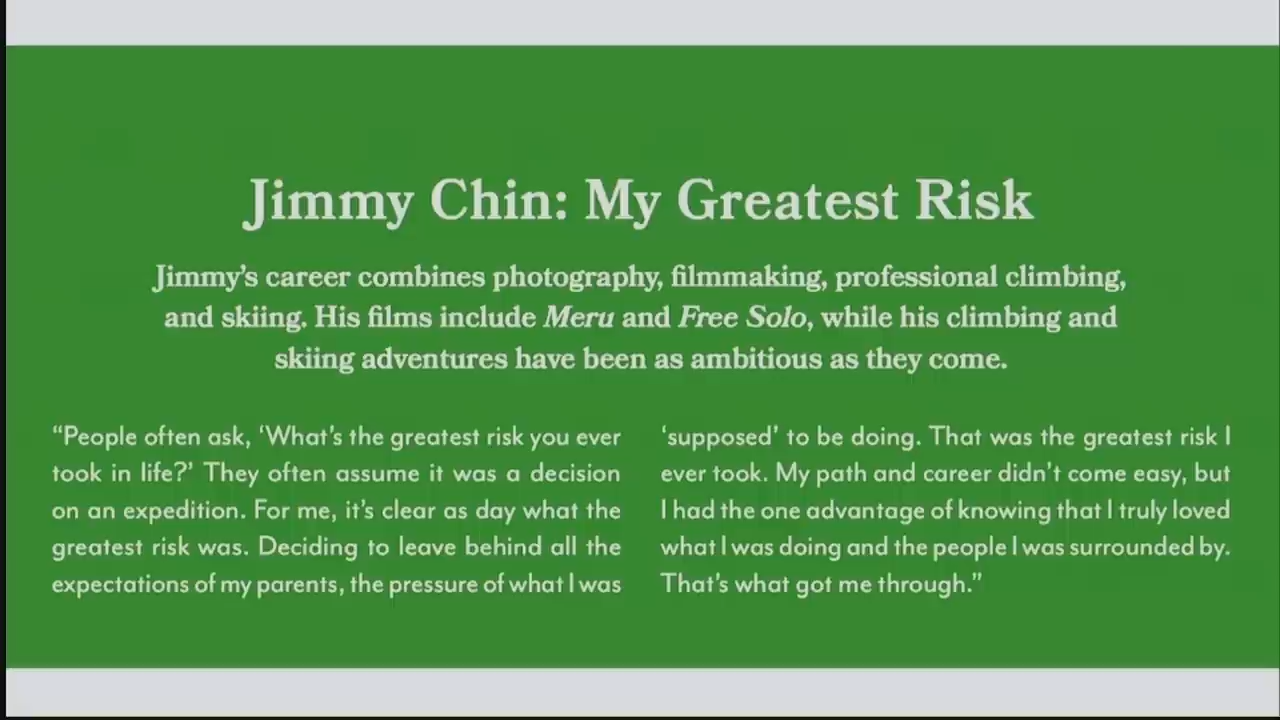 Jimmy Chin: My Greatest Risk
Jimmy’s career combines photography, filmmaking, professional climbing,
and skiing. His films include Meru and Free Solo, while his climbing and
skiing adventures have been as ambitious as they come.
“People often ask, ‘What’s the greatest risk you ever
took in life?’ They often assume it was a decision
on an expedition. For me, it’s clear as day what the
greatest risk was. Deciding to leave behind all the
expectations of my parents, the pressure of what I was
‘supposed’ to be doing. That was the greatest risk I
ever took. My path and career didn’t come easy, but
I had the one advantage of knowing that I truly loved
what I was doing and the people I was surrounded by.
That’s what got me through.”